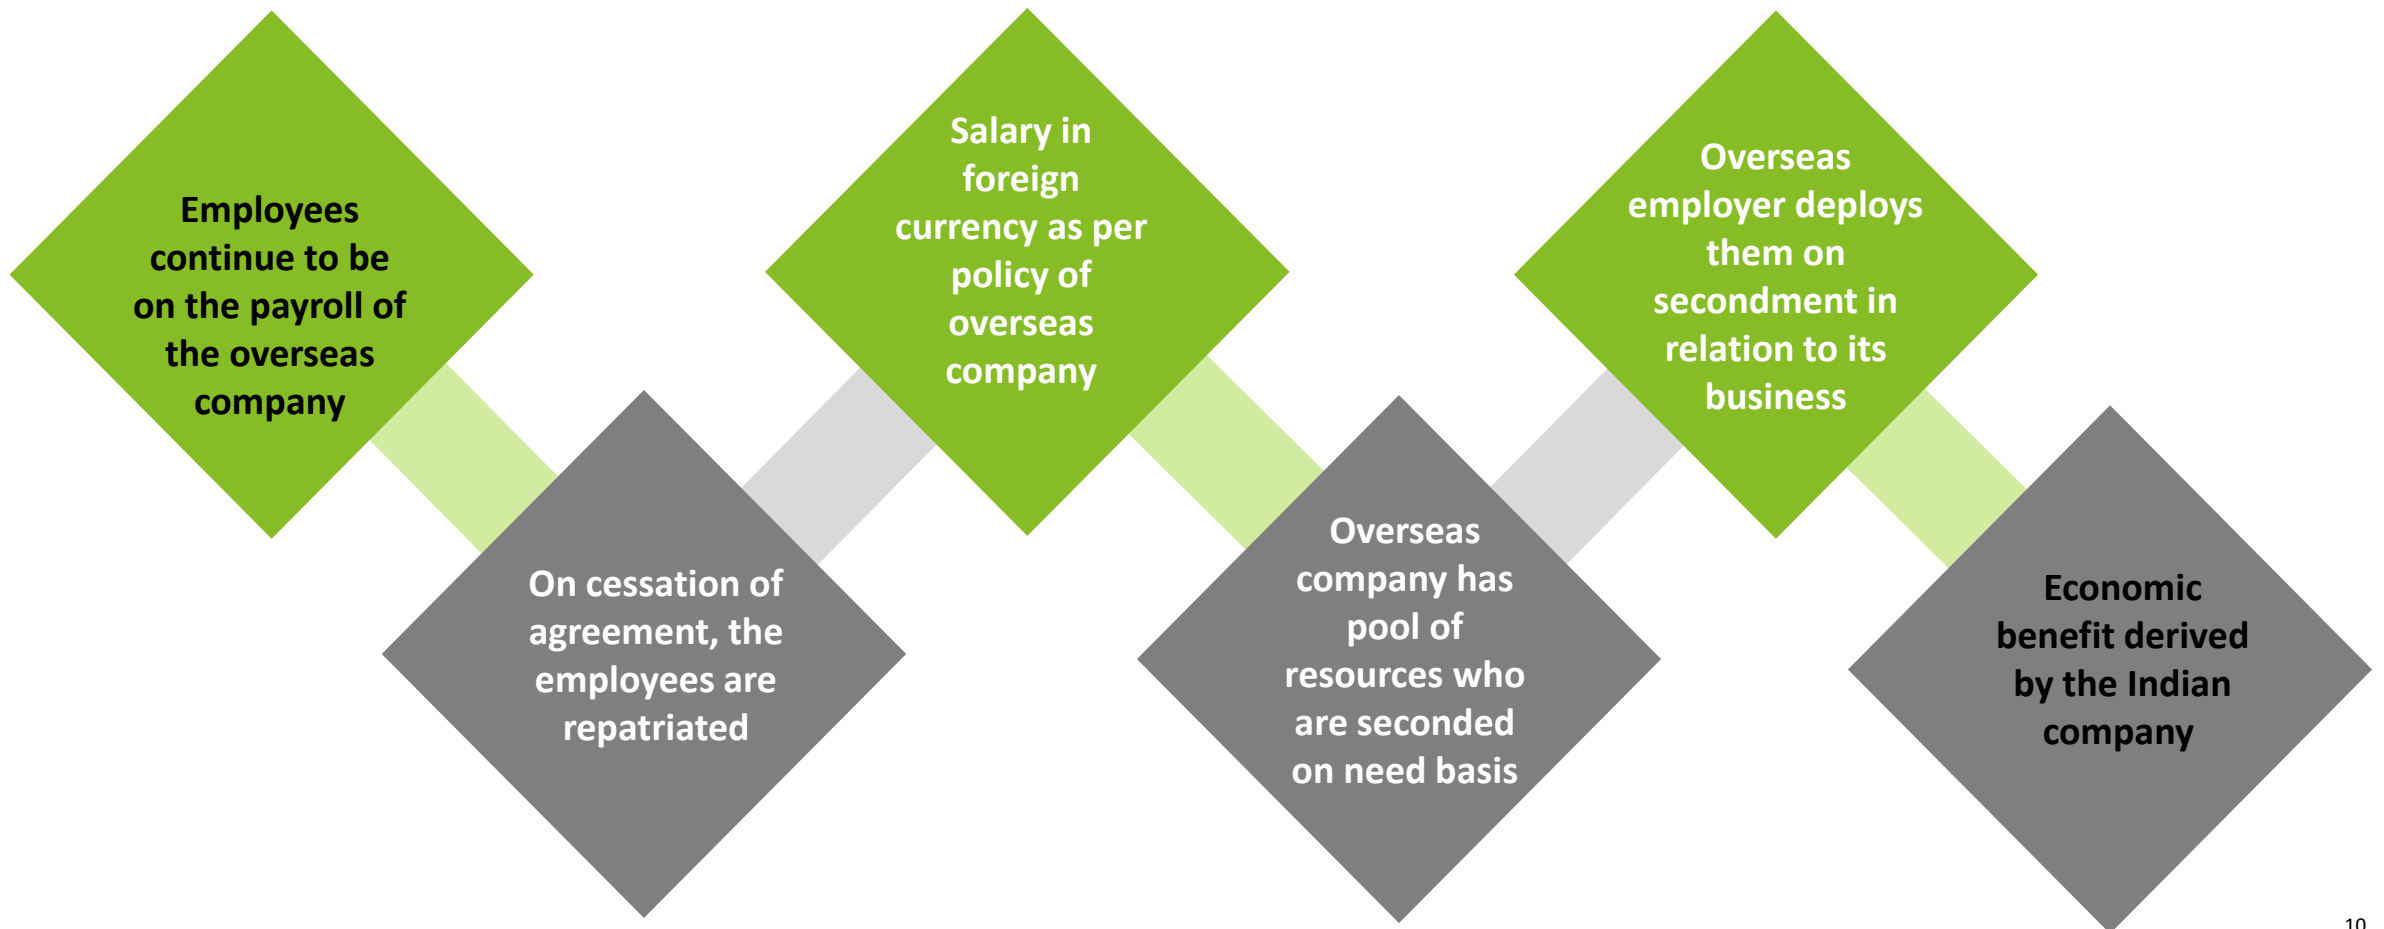 Employees
continue to be
on the payroll of
the overseas
company
On cessation of
agreement, the
employees are
repatriated
Salary in
foreign
currency as per
policy of
overseas
company
Overseas
company has
pool of
resources who
are seconded
on need basis
Overseas
employer deploys
them on
secondment in
relation to its
business
Economic
benefit derived
by the Indian
company
10